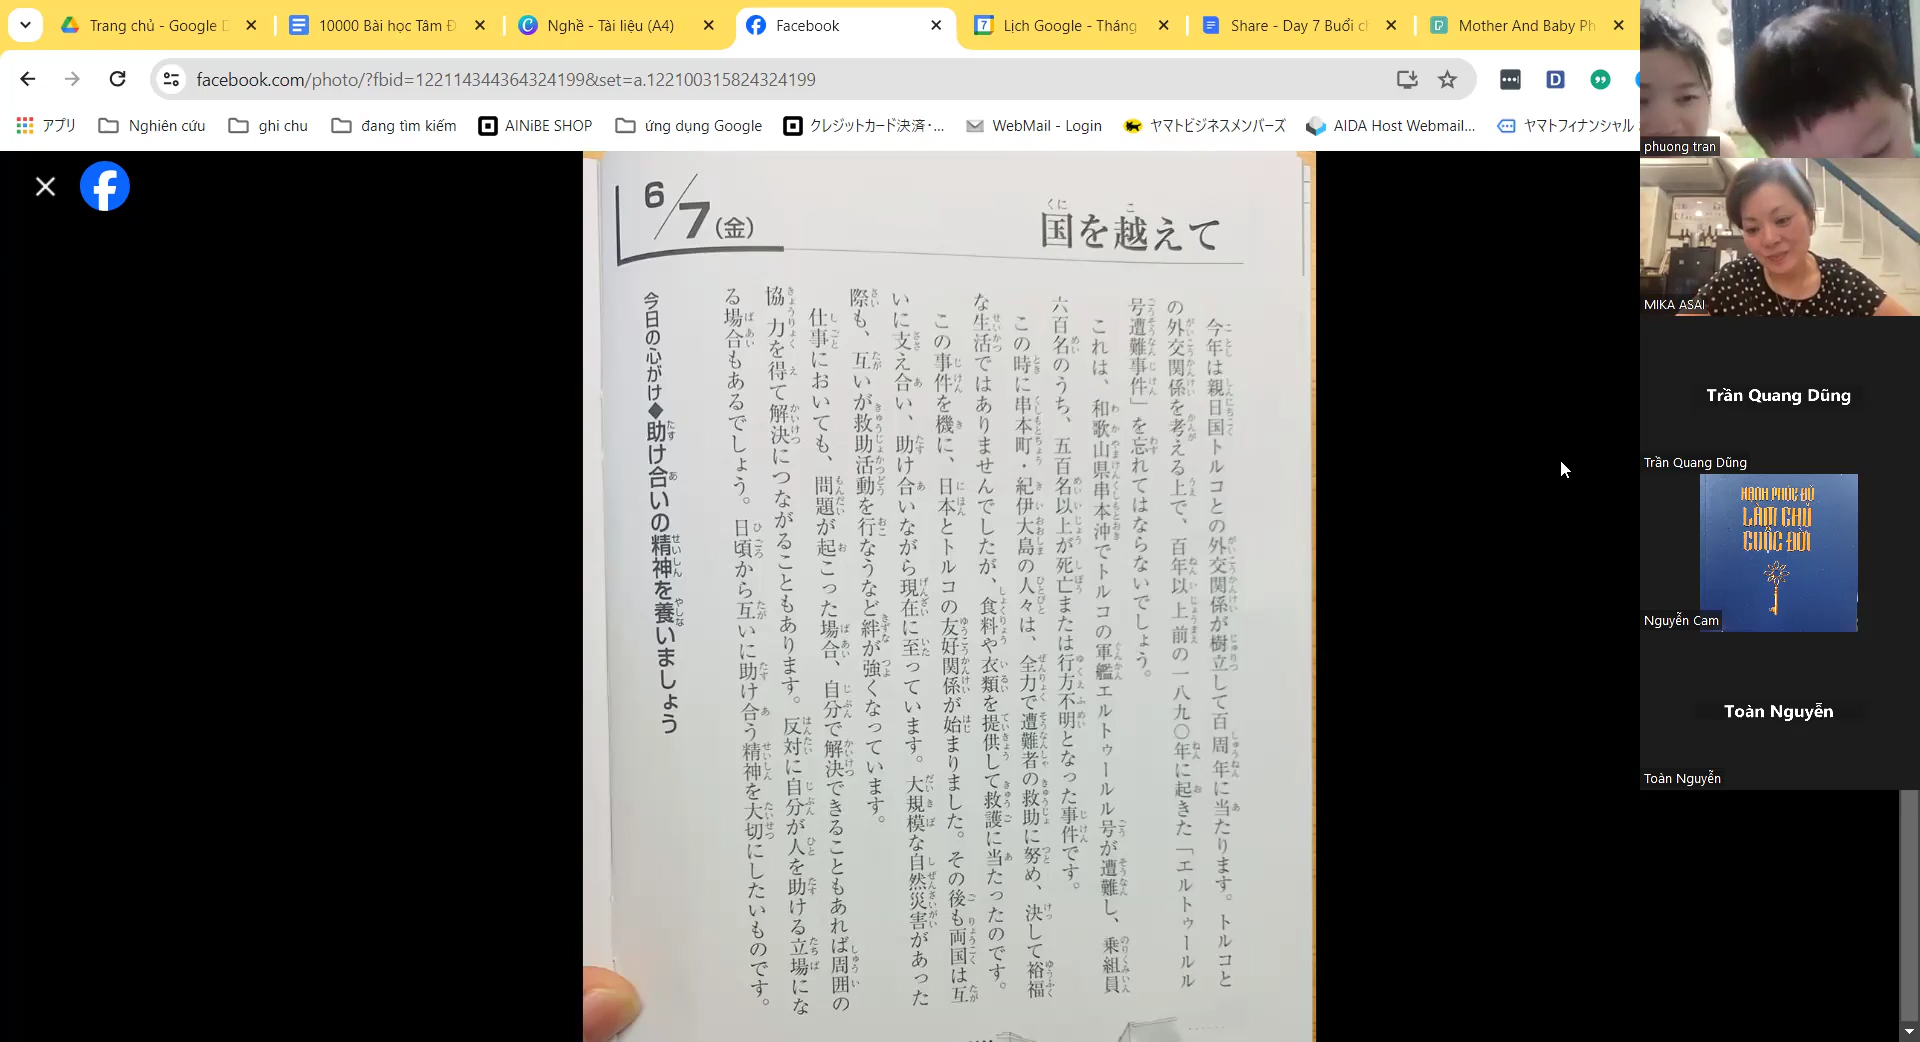 Trang chủ - Google D
10000 Bài học Tâm Đ
Nghề - Tài liệu (A4)
Facebook
7
Lịch Google - Tháng
Share - Day 7 Buổi ch
Mother And Baby Ph
facebook.com/photo/?fbid=122114344364324199&set=a.122100315824324199
D
アプリ
Nghiên cứu
ghi chu
đang tìm kiếm
AINiBE SHOP
ứng dụng Google
クレジットカード決済・...
WebMail - Login
ヤマトビジネスメンバーズ
AIDA Host Webmail...
ヤマトフィナンシャル
6/7(金)
国を越えて
くに
こ
今年は親日国トルコとの外交関係が樹立して百周年に当たります。トルコと
の外交関係を考える上で、百年以上前の一八九〇年に起きた「エルトゥールル
号遭難事件」を忘れてはならないでしょう。
これは、和歌山県串本沖でトルコの軍艦エルトゥールル号が遭難し、乗組員
六百名のうち、五百名以上が死亡または行方不明となった事件です。
この時に串本町・紀伊大島の人々は、全力で遭難者の救助に努め、決して裕福
な生活ではありませんでしたが、食料や衣類を提供して救護に当たったのです。
この事件を機に、日本とトルコの友好関係が始まりました。その後も両国は互
いに支え合い、助け合いながら現在に至っています。大規模な自然災害があった
際も、互いが救助活動を行なうなど絆が強くなっています。
仕事においても、問題が起こった場合、自分で解決できることもあれば周囲の
協力を得て解決につながることもあります。反対に自分が人を助ける立場にな
る場合もあるでしょう。日頃から互いに助け合う精神を大切にしたいものです。
今日の心がけ◆助け合いの精神を養いましょう
phuong tran
MIKA ASAI
Trần Quang Dũng
Trần Quang Dũng
HẠNH PHÚC ĐỦ
LÀM CHỦ
CUỘC ĐỜI
Nguyễn Cam
Toàn Nguyễn
Toàn Nguyễn